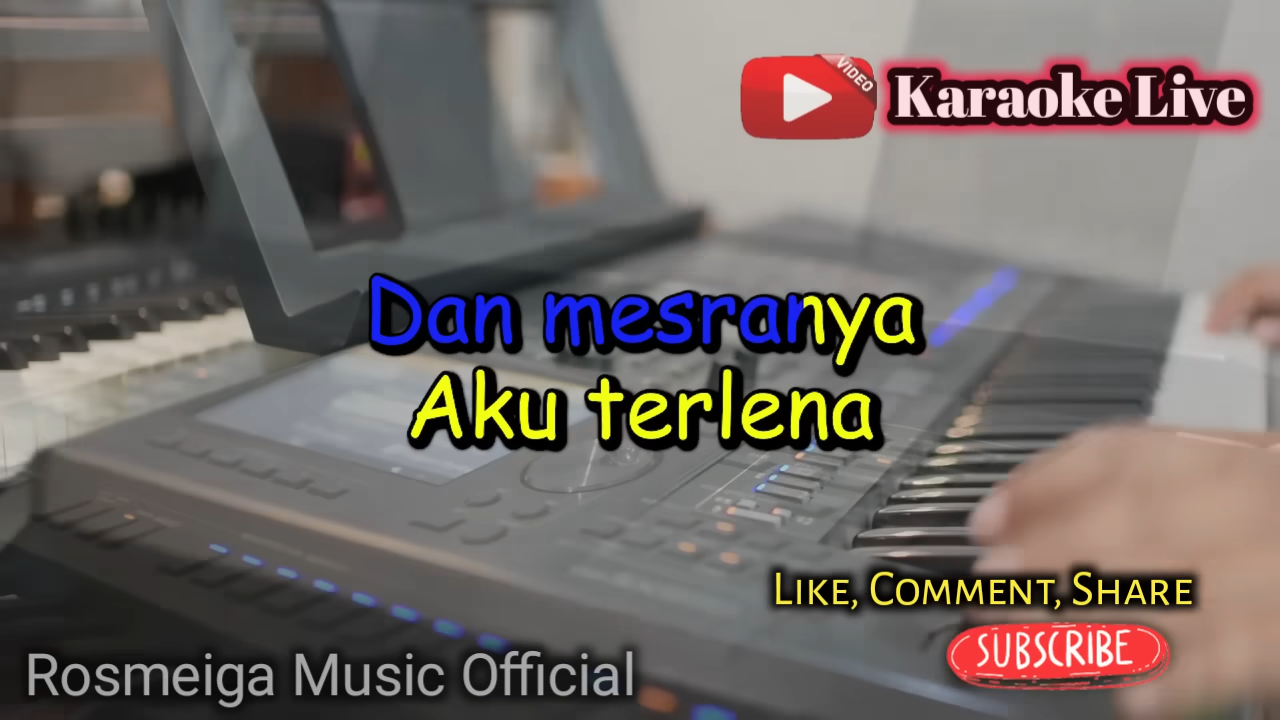 VIDEO
Karaoke Live
Dan mesranya
Aku terlena
Like, Comment, Share
SUBSCRIBE
Rosmeiga Music Official